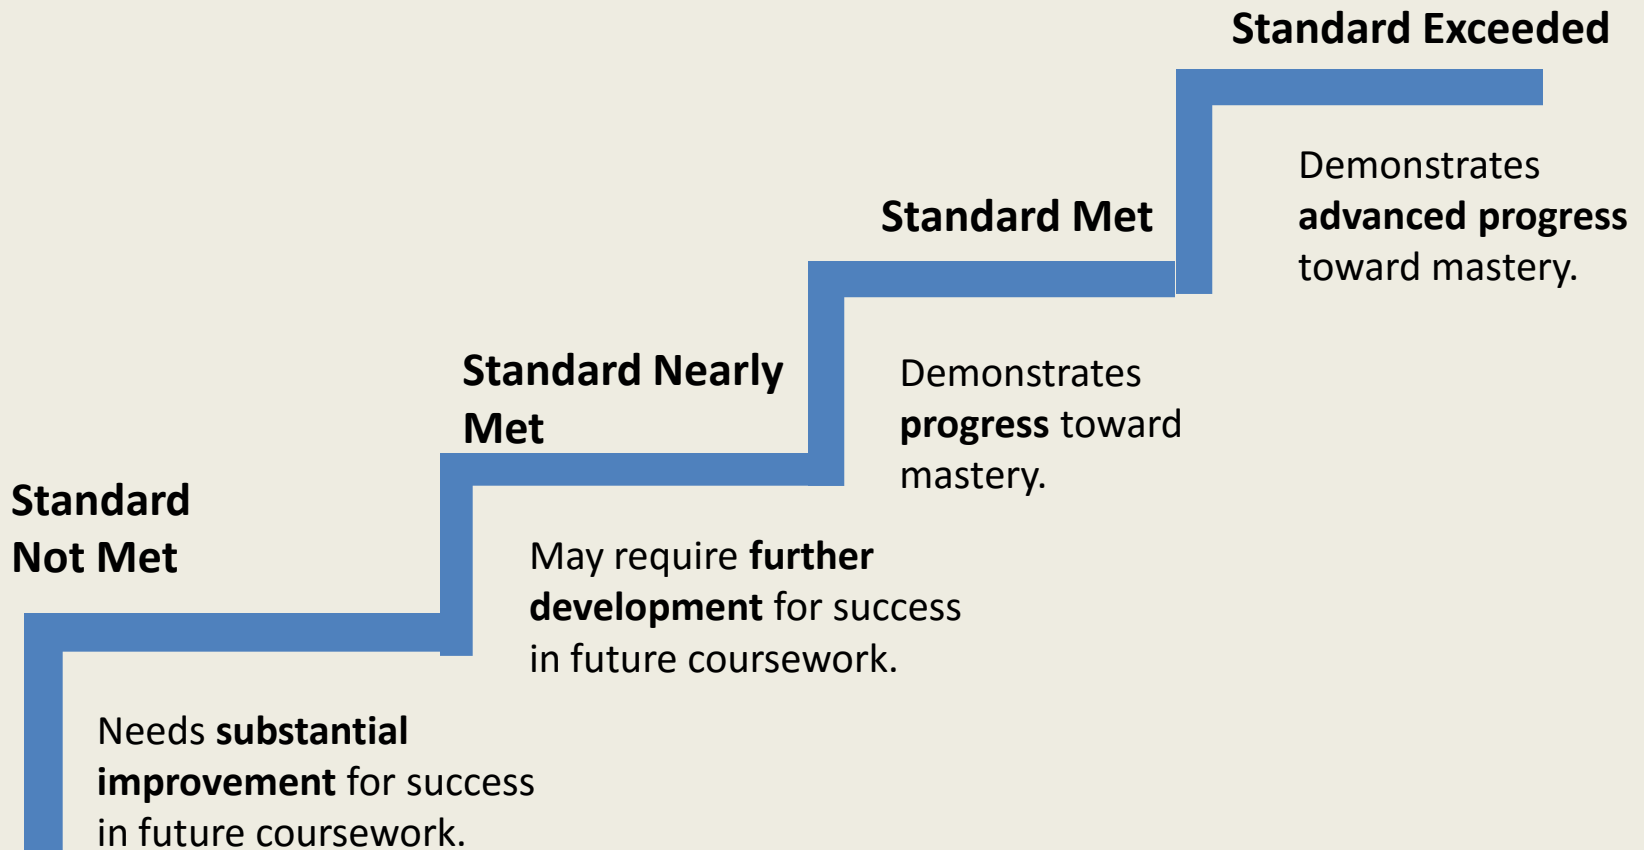 Standard Exceeded
Demonstrates
advanced progress
toward mastery.
Standard Met
Demonstrates
progress toward
mastery.
Standard Nearly
Met
May require further
development for success
in future coursework.
Standard
Not Met
Needs substantial
improvement for success
in future coursework.